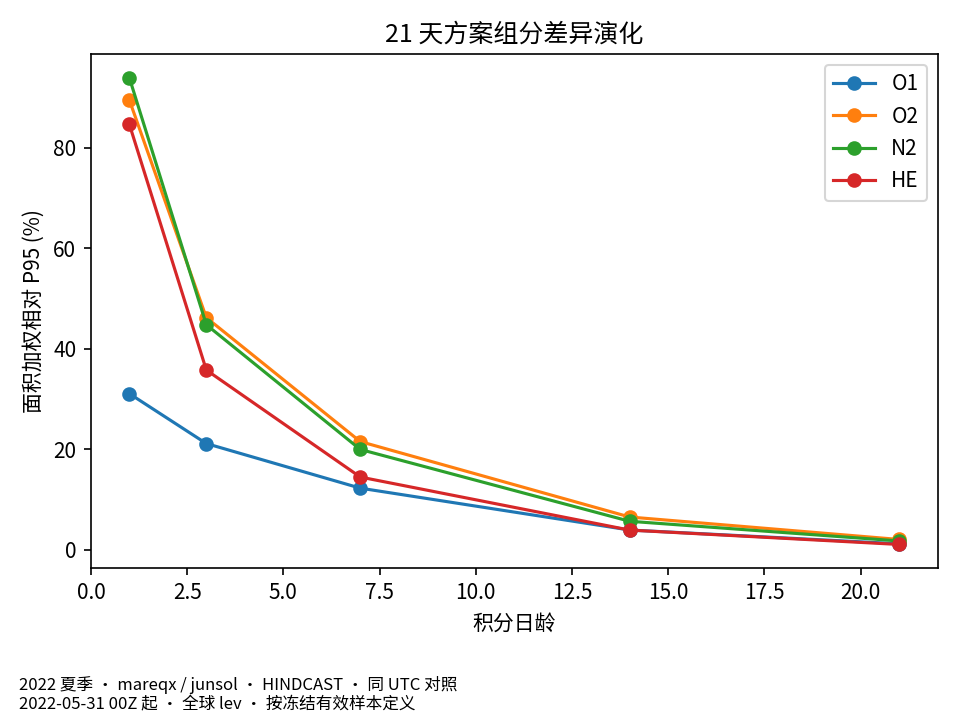 21 天方案组分差异演化
O1
O2
N2
HE
面积加权相对 P95 (%)
80
60
40
20
0
0.0 2.5 5.0 7.5 10.0 12.5 15.0 17.5 20.0
积分日龄
2022 夏季 · mareqx / junsol · HINDCAST · 同 UTC 对照
2022-05-31 00Z 起 · 全球 lev · 按冻结有效样本定义